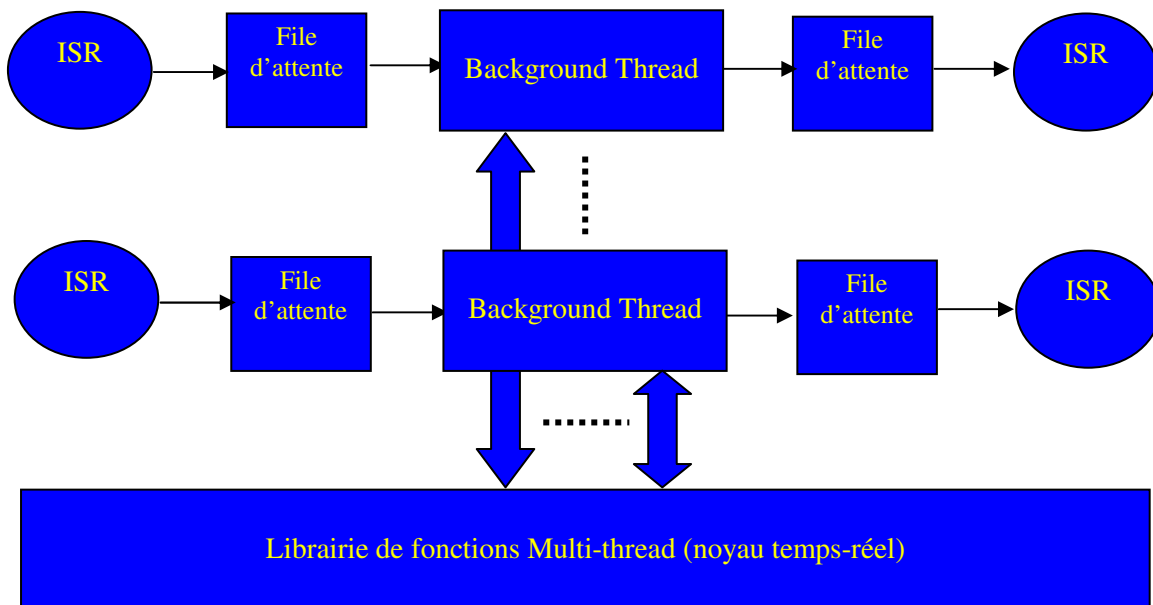 ISR
File
d'attente
Background Thread
File
d'attente
ISR
ISR
File
d'attente
Background Thread
File
d'attente
ISR
Librairie de fonctions Multi-thread (noyau temps-réel)